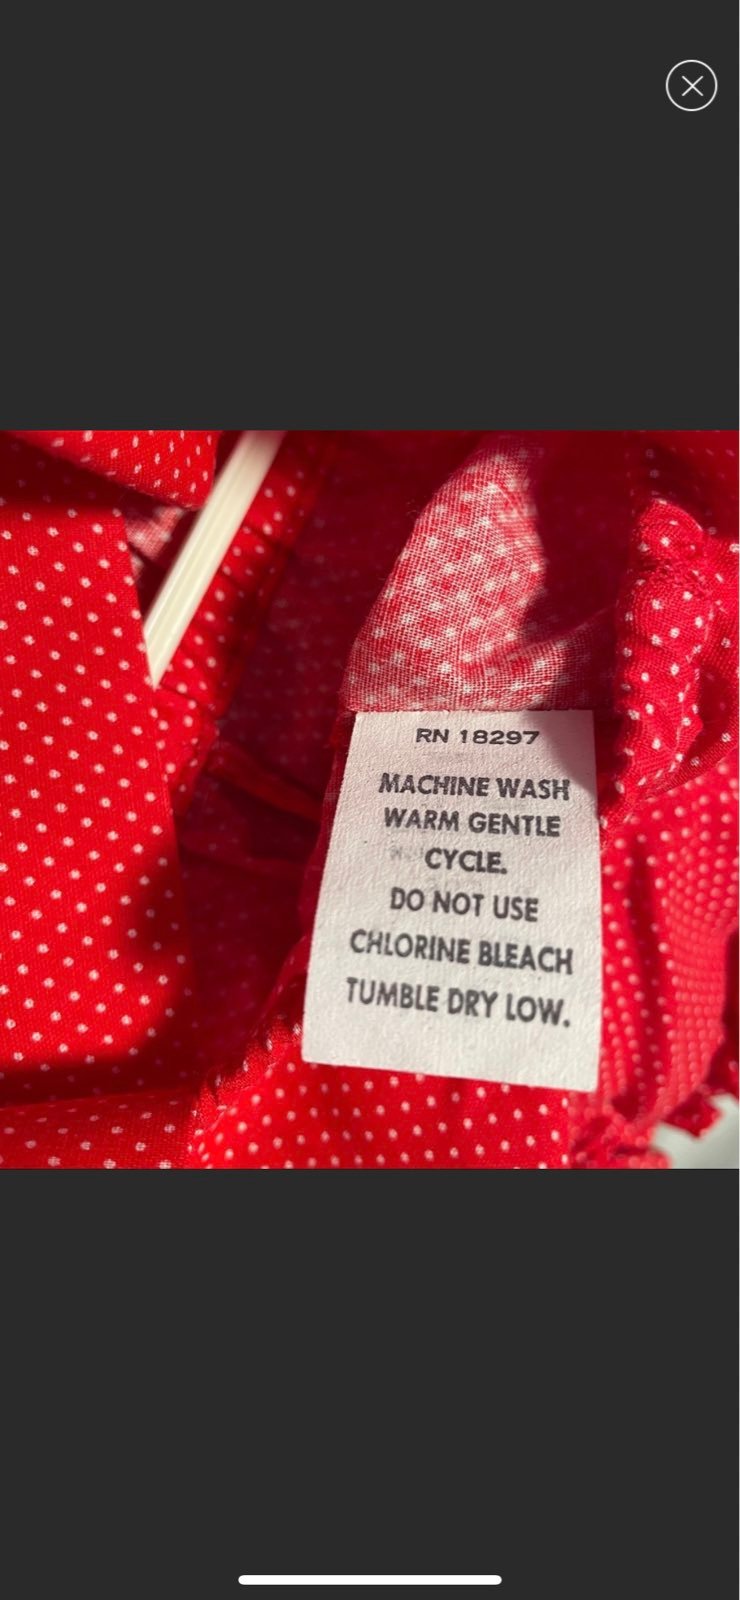 RN 18297
MACHINE WASH
WARM GENTLE
CYCLE.
DO NOT USE
CHLORINE BLEACH
TUMBLE DRY LOW.